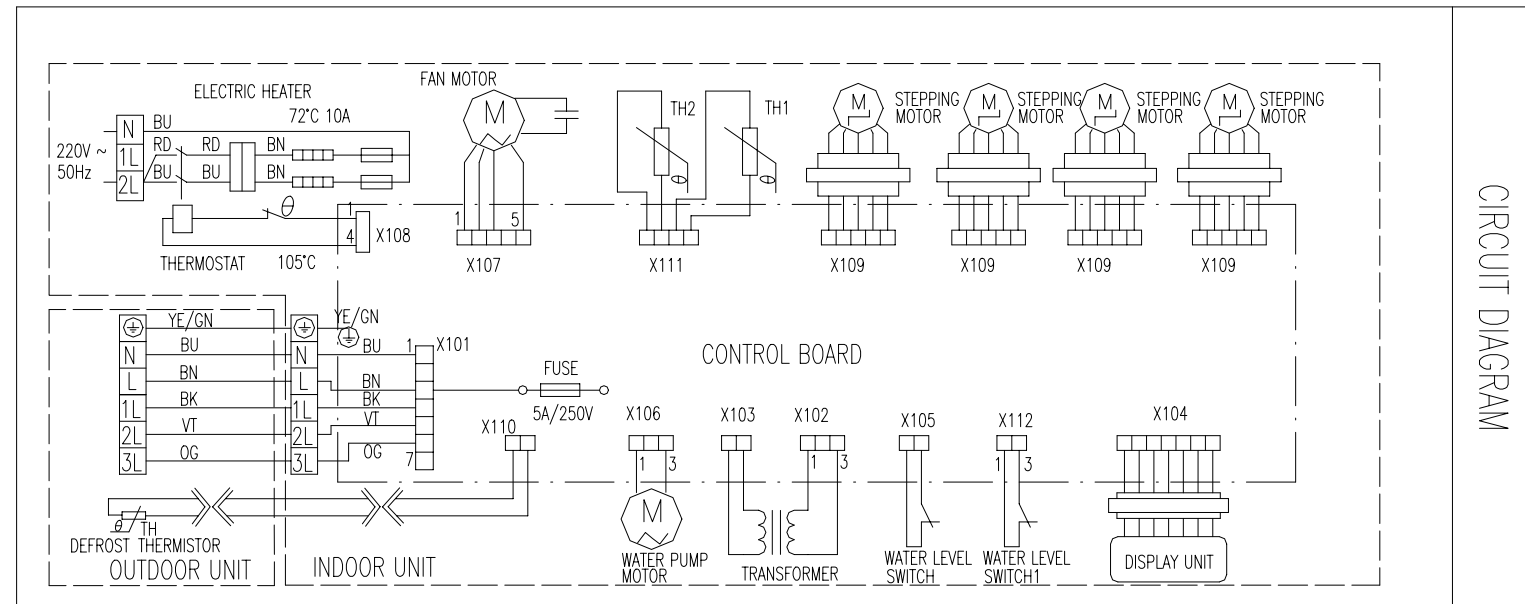 ELECTRIC HEATER
72°C 10A
220V ~
50Hz
N
1L
2L
BU
RD
RD
BN
BU
BU
BN
θ
1
4
X108
THERMOSTAT
105°C
FAN MOTOR
M
1
5
X107
TH2
θ
TH1
θ
X111
M
STEPPING
MOTOR
X109
M
STEPPING
MOTOR
X109
M
STEPPING
MOTOR
X109
M
STEPPING
MOTOR
X109
CIRCUIT DIAGRAM
YE/GN
YE/GN
N
BU
N
BU
1
X101
L
BN
L
BN
1L
BK
1L
BK
2L
VT
2L
VT
3L
OG
3L
OG
7
CONTROL BOARD
FUSE
5A/250V
X110
θ
TH
DEFROST THERMISTOR
OUTDOOR UNIT
INDOOR UNIT
X106
1
3
M
WATER PUMP
MOTOR
X103
X102
1
3
TRANSFORMER
X105
WATER LEVEL
SWITCH
X112
1
3
WATER LEVEL
SWITCH1
X104
DISPLAY UNIT